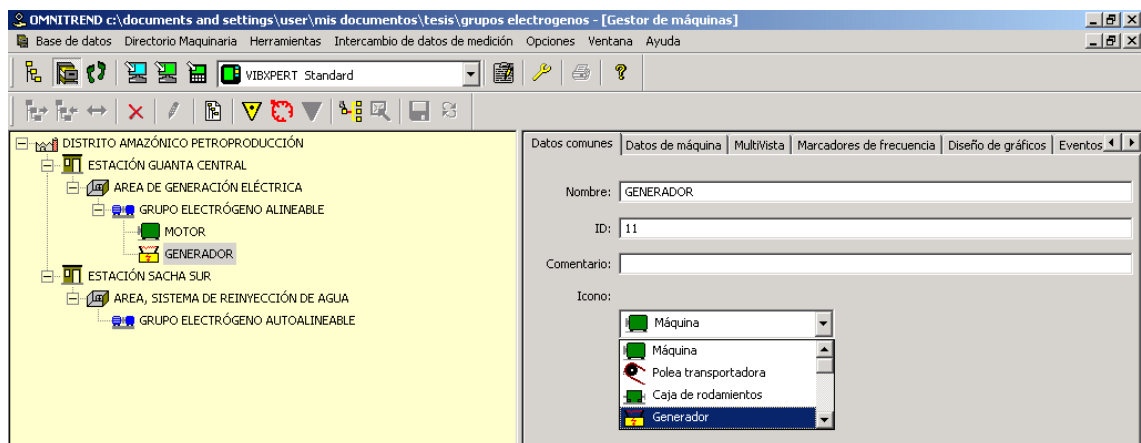 OMNITREND c:\documents and settings\user\mis documentos\tesis\grupos electrogenos - [Gestor de máquinas]
Base de datos Directorio Maquinaria Herramientas Intercambio de datos de medición Opciones Ventana Ayuda
VIBXPERT Standard
DISTRITO AMAZÓNICO PETROPRODUCCIÓN
ESTACIÓN GUANTA CENTRAL
AREA DE GENERACIÓN ELÉCTRICA
GRUPO ELECTRÓGENO ALINEABLE
MOTOR
GENERADOR
ESTACIÓN SACHA SUR
AREA, SISTEMA DE REINYECCIÓN DE AGUA
GRUPO ELECTRÓGENO AUTOALINEABLE
Datos comunes Datos de máquina MultiVista Marcadores de frecuencia Diseño de gráficos Eventos
Nombre: GENERADOR
ID: 11
Comentario:
Icono:
Máquina
Máquina
Polea transportadora
Caja de rodamientos
Generador